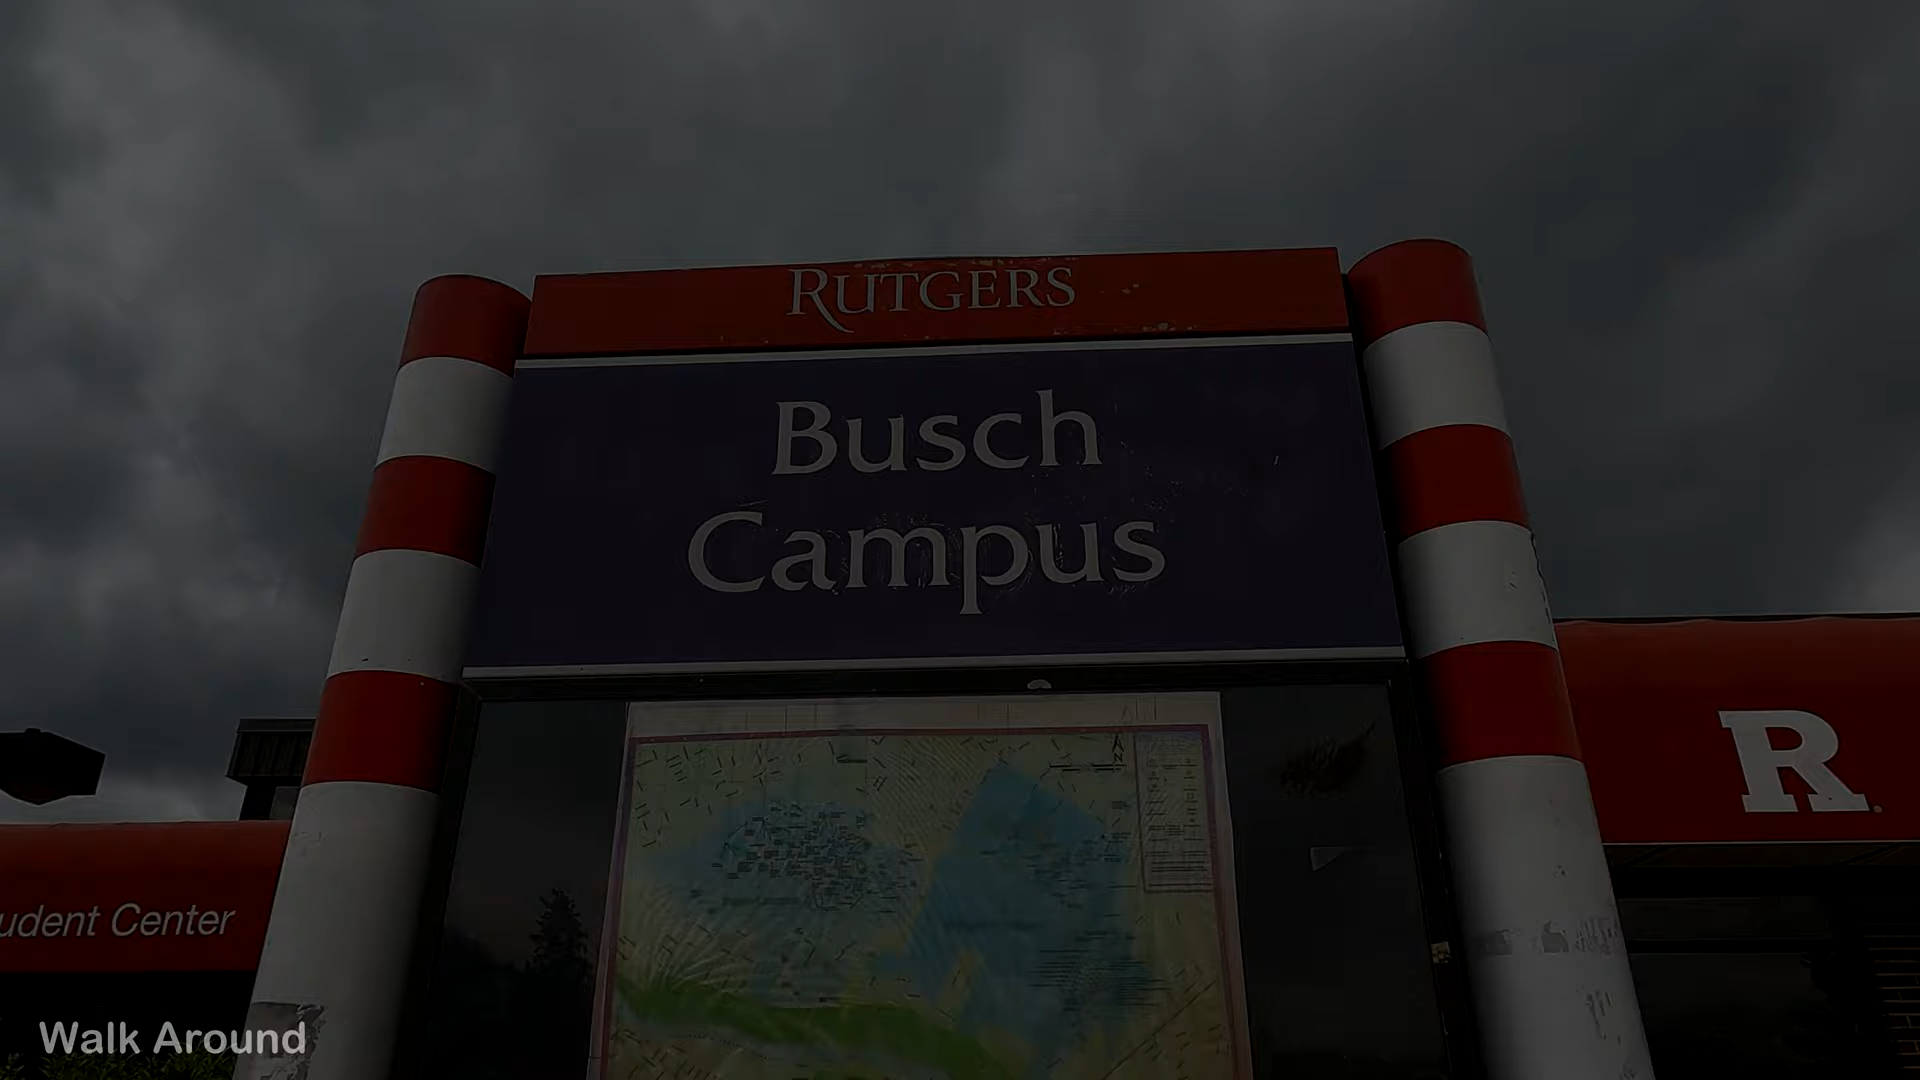 RUTGERS
Busch
Campus
R
udent Center
Walk Around